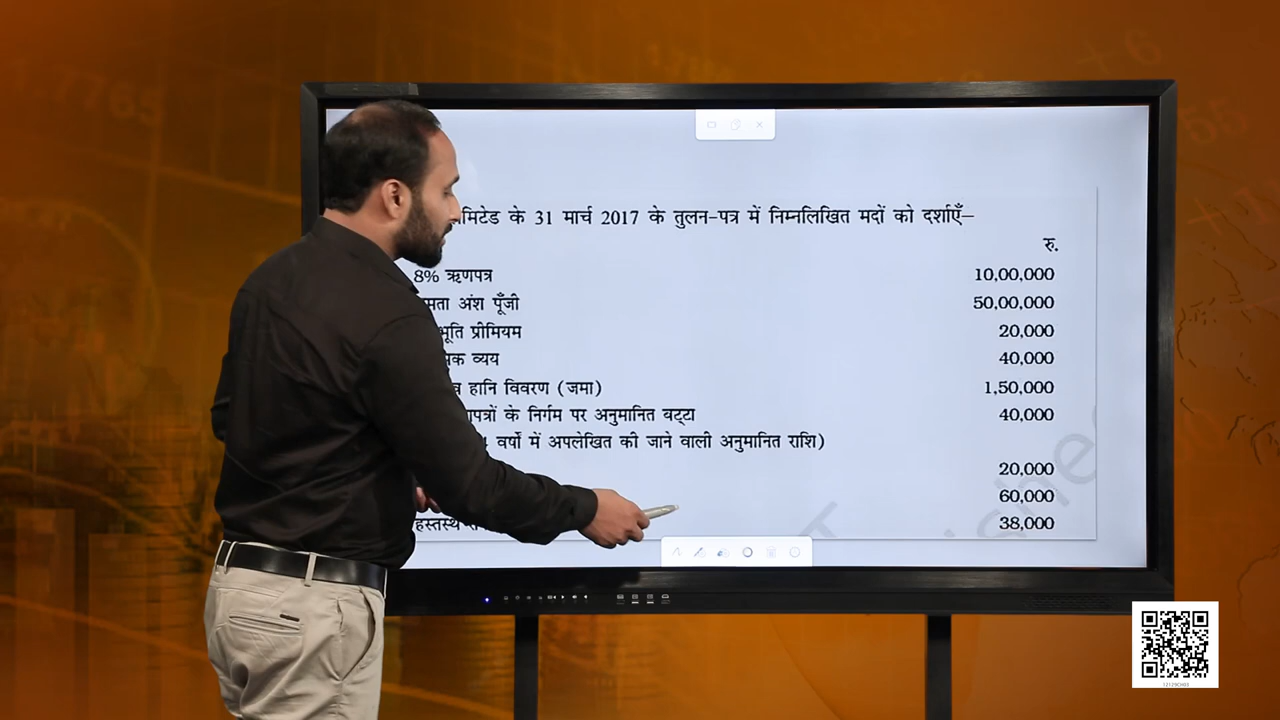 के 31 मार्च 2017 के तुलन-पत्र में निम्नलिखित मदों को दर्शाएँ–
रु.
8% ऋणपत्र 10,00,000
अंश पूँजी 50,00,000
प्रीमियम 20,000
व्यय 40,000
हानि विवरण (जमा) 1,50,000
के निर्गम पर अनुमानित बट्टा 40,000
वर्षों में अपलेखित की जाने वाली अनुमानित राशि)
20,000
60,000
हस्तस्थ 38,000